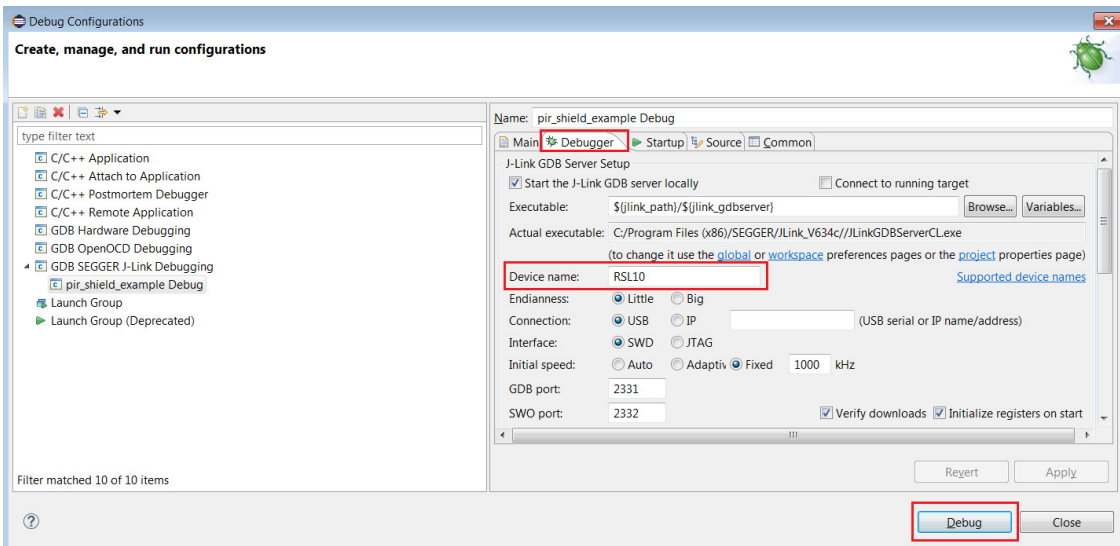 Debug Configurations
Create, manage, and run configurations
type filter text
C/C++ Application
C/C++ Attach to Application
C/C++ Postmortem Debugger
C/C++ Remote Application
GDB Hardware Debugging
GDB OpenOCD Debugging
GDB SEGGER J-Link Debugging
pir_shield_example Debug
Launch Group
Launch Group (Deprecated)
Filter matched 10 of 10 items
Name: pir_shield_example Debug
Main Debugger Startup Source Common
J-Link GDB Server Setup
Start the J-Link GDB server locally Connect to running target
Executable: ${jlink_path}/${jlink_gdbserver} Browse... Variables...
Actual executable: C:/Program Files (x86)/SEGGER/JLink_V634c//JLinkGDBServerCL.exe
(to change it use the global or workspace preferences pages or the project properties page)
Device name: RSL10 Supported device names
Endianness: Little Big
Connection: USB IP (USB serial or IP name/address)
Interface: SWD JTAG
Initial speed: Auto Adaptiv Fixed 1000 kHz
GDB port: 2331
SWO port: 2332 Verify downloads Initialize registers on start
Revert Apply
Debug Close